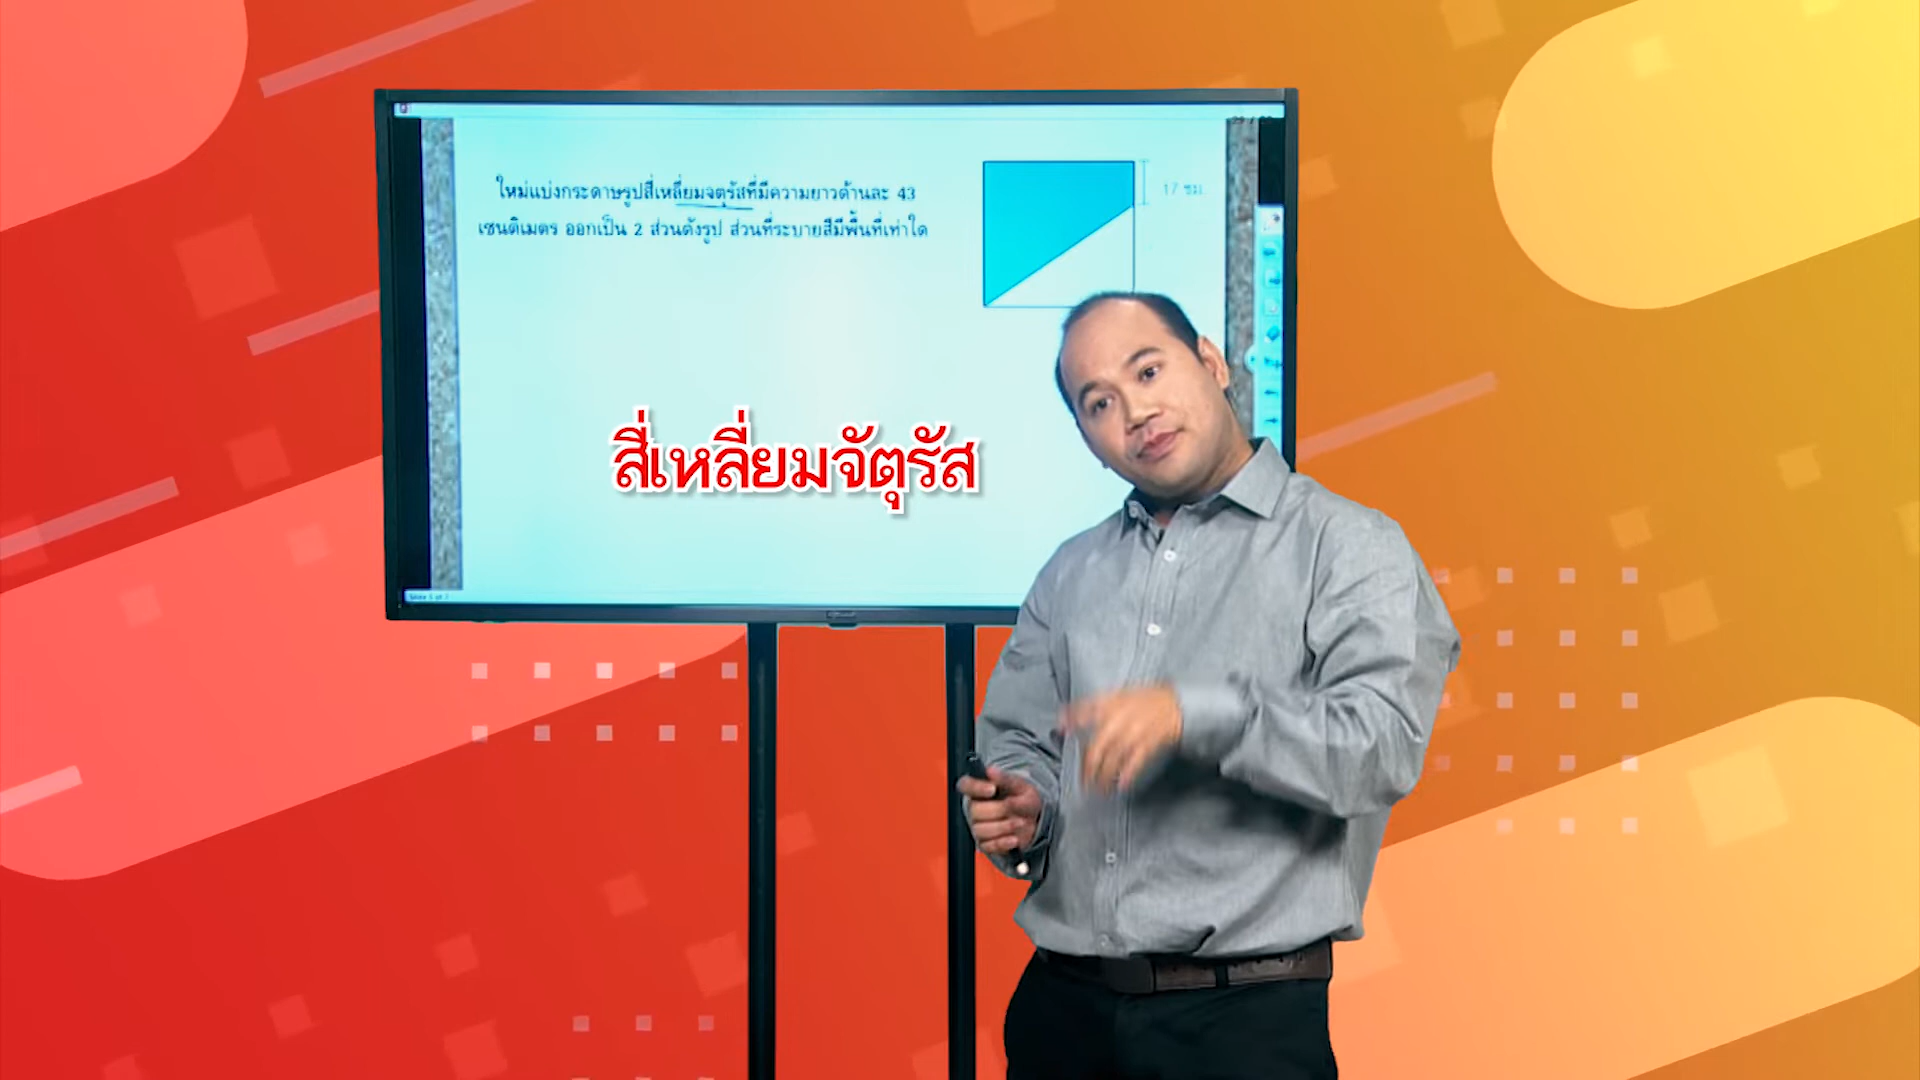 ใหม่แบ่งกระดาษรูปสี่เหลี่ยมจตุรัสที่มีความยาวด้านละ 43
เซนติเมตร ออกเป็น 2 ส่วนดังรูป ส่วนที่ระบายสีมีพื้นที่เท่าใด
17 ซม.
สี่เหลี่ยมจัตุรัส